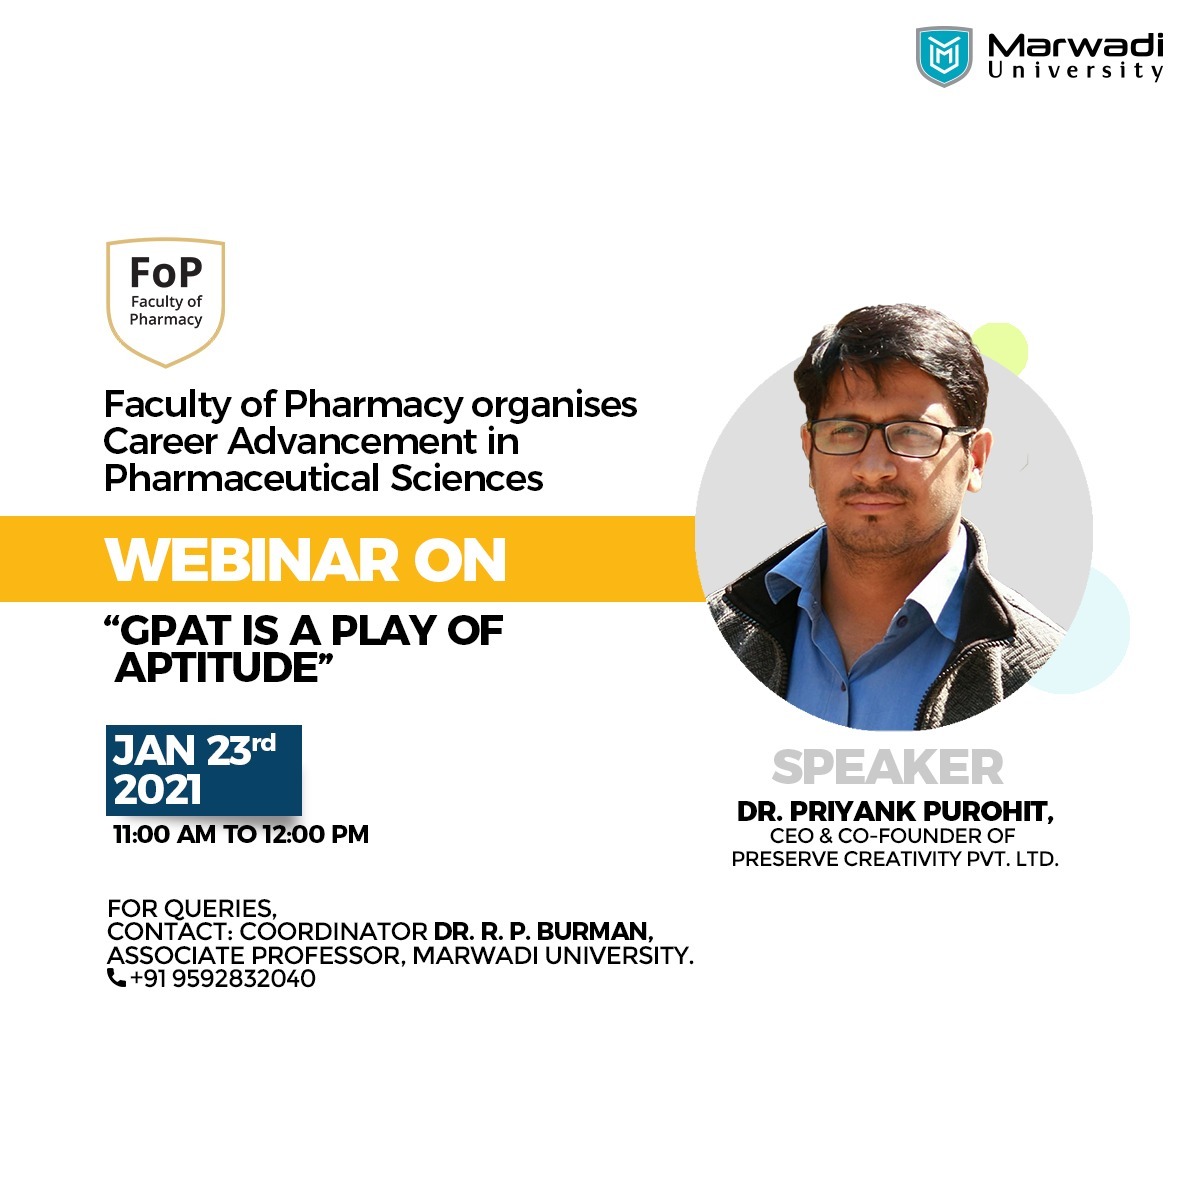 Marwadi
University
FoP
Faculty of
Pharmacy
Faculty of Pharmacy organises
Career Advancement in
Pharmaceutical Sciences
WEBINAR ON
“GPAT IS A PLAY OF
APTITUDE”
JAN 23rd
2021
11:00 AM TO 12:00 PM
SPEAKER
DR. PRIYANK PUROHIT,
CEO & CO-FOUNDER OF
PRESERVE CREATIVITY PVT. LTD.
FOR QUERIES,
CONTACT: COORDINATOR DR. R. P. BURMAN,
ASSOCIATE PROFESSOR, MARWADI UNIVERSITY.
+91 9592832040